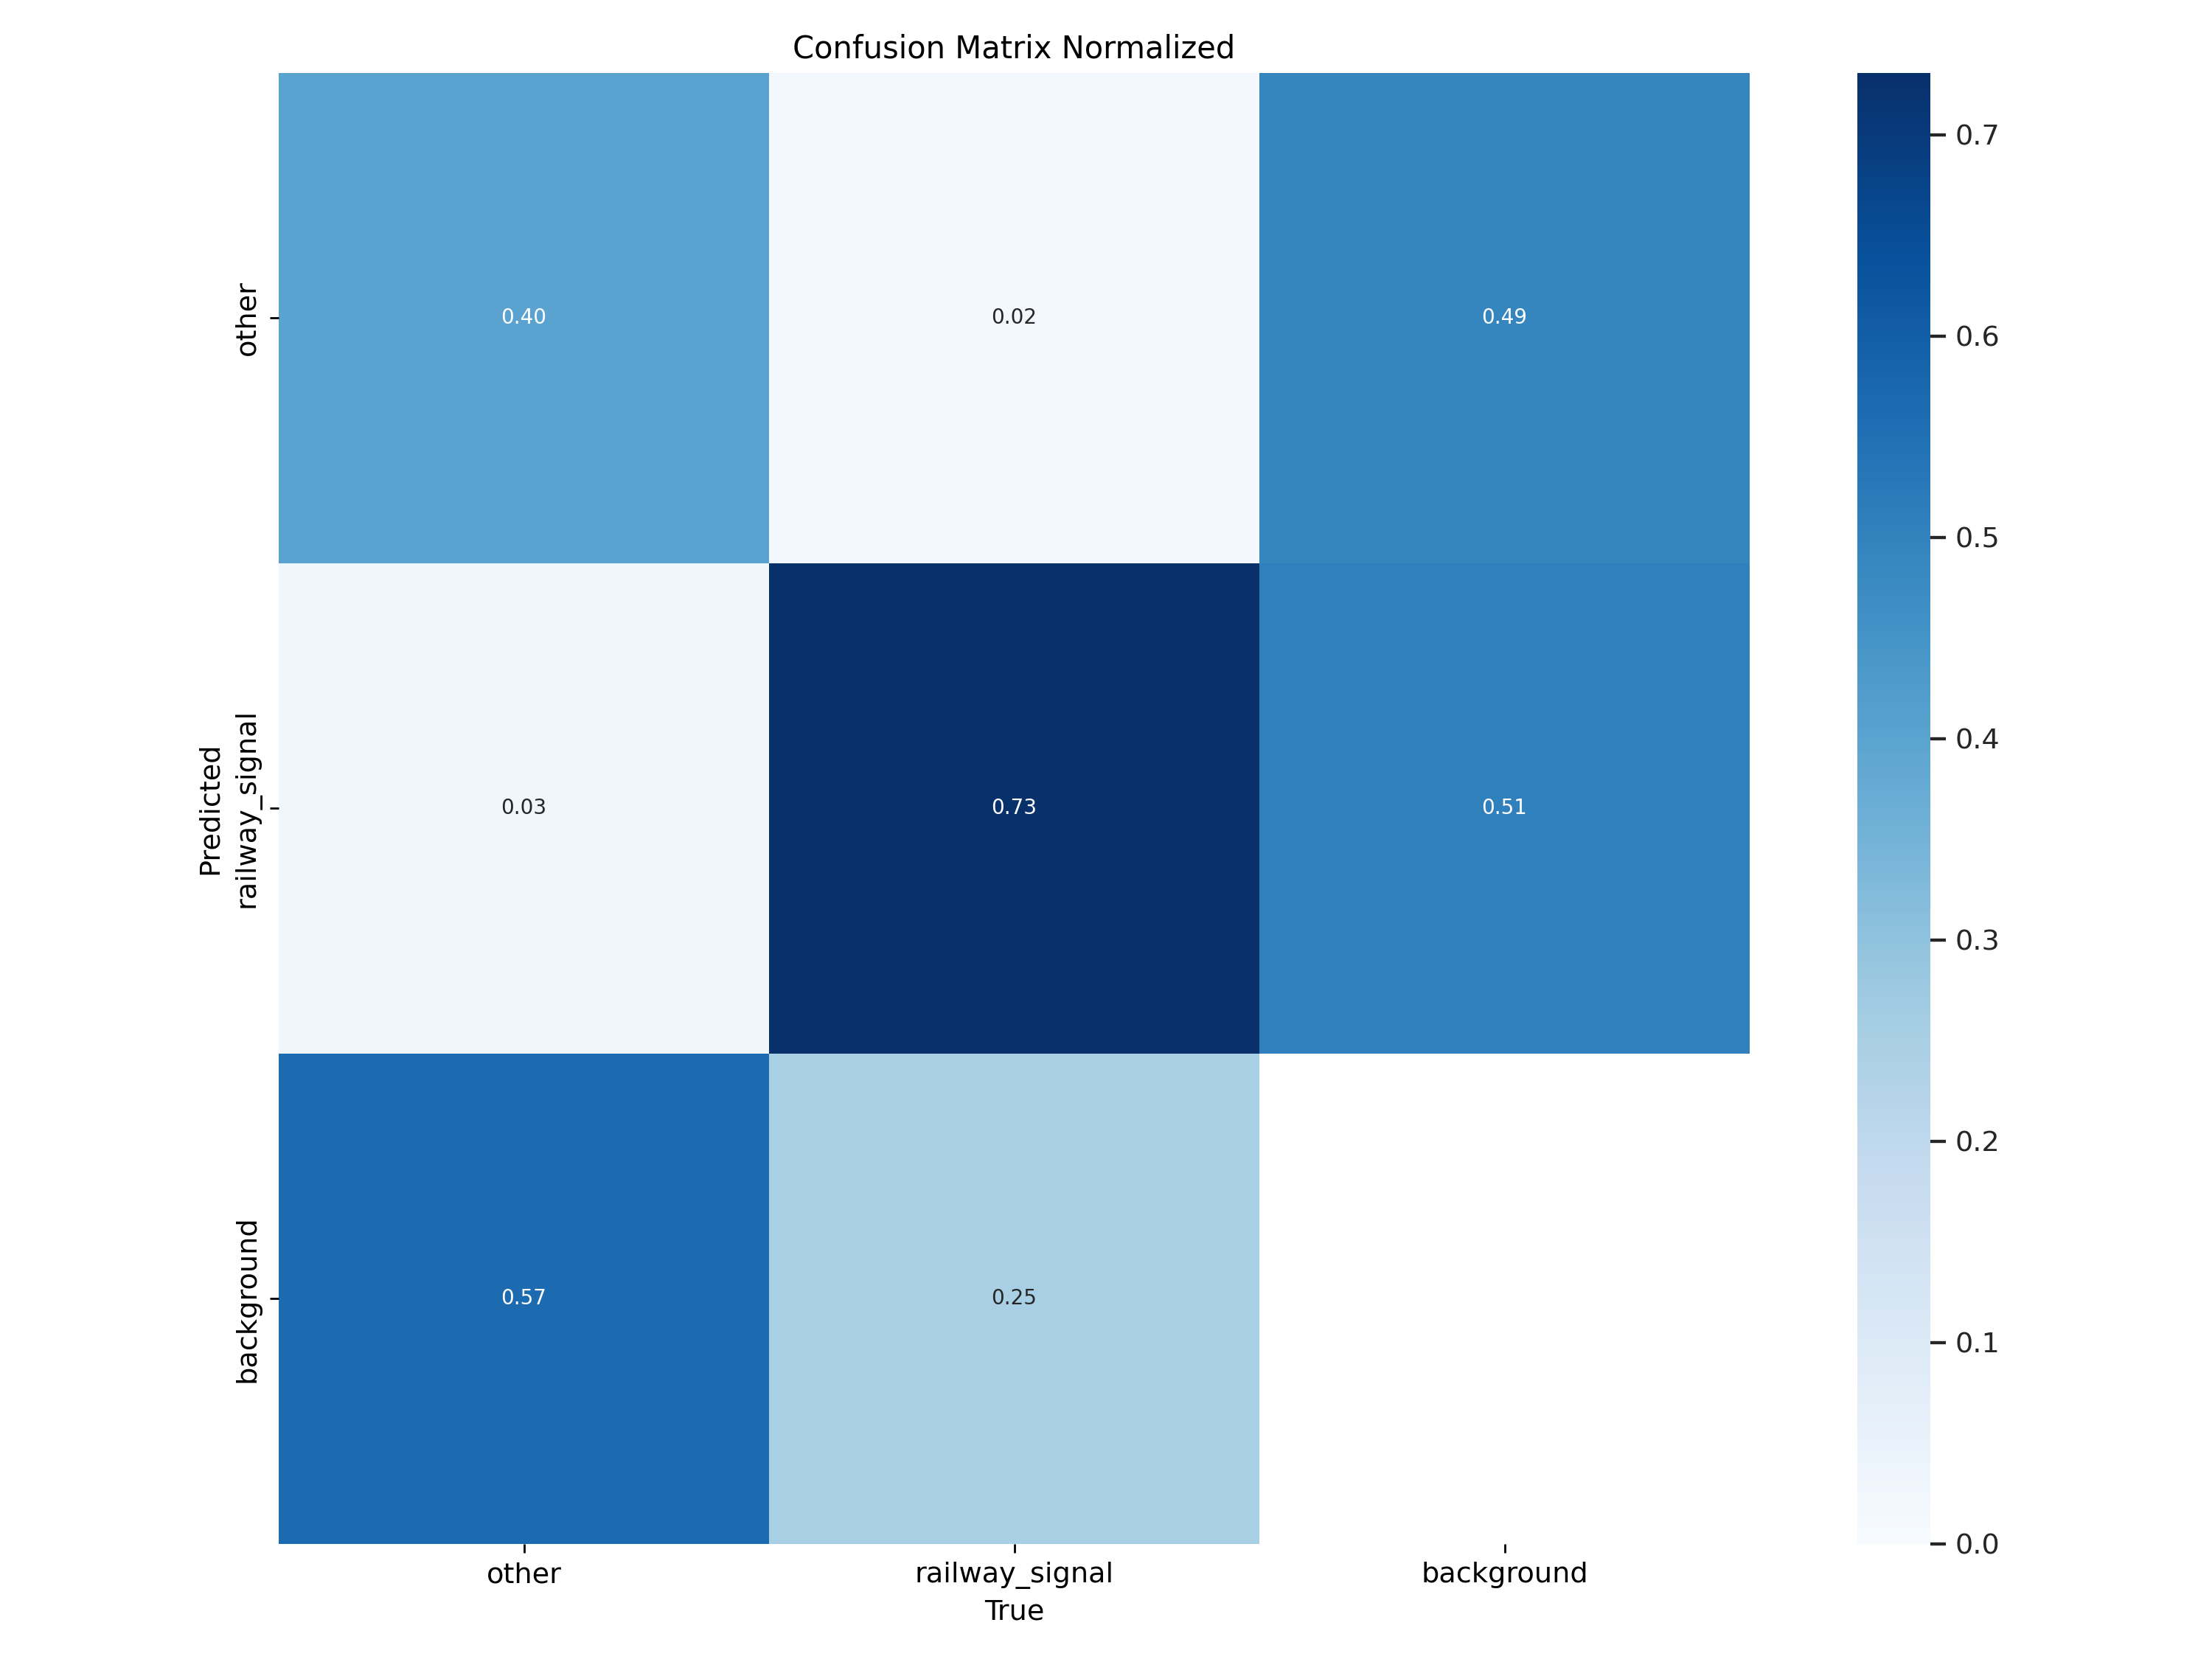 Confusion Matrix Normalized
other
0.40
0.02
0.49
0.7
0.6
0.5
Predicted
railway_signal
0.03
0.73
0.51
0.4
0.3
background
0.57
0.25
0.2
0.1
0.0
other
railway_signal
background
True